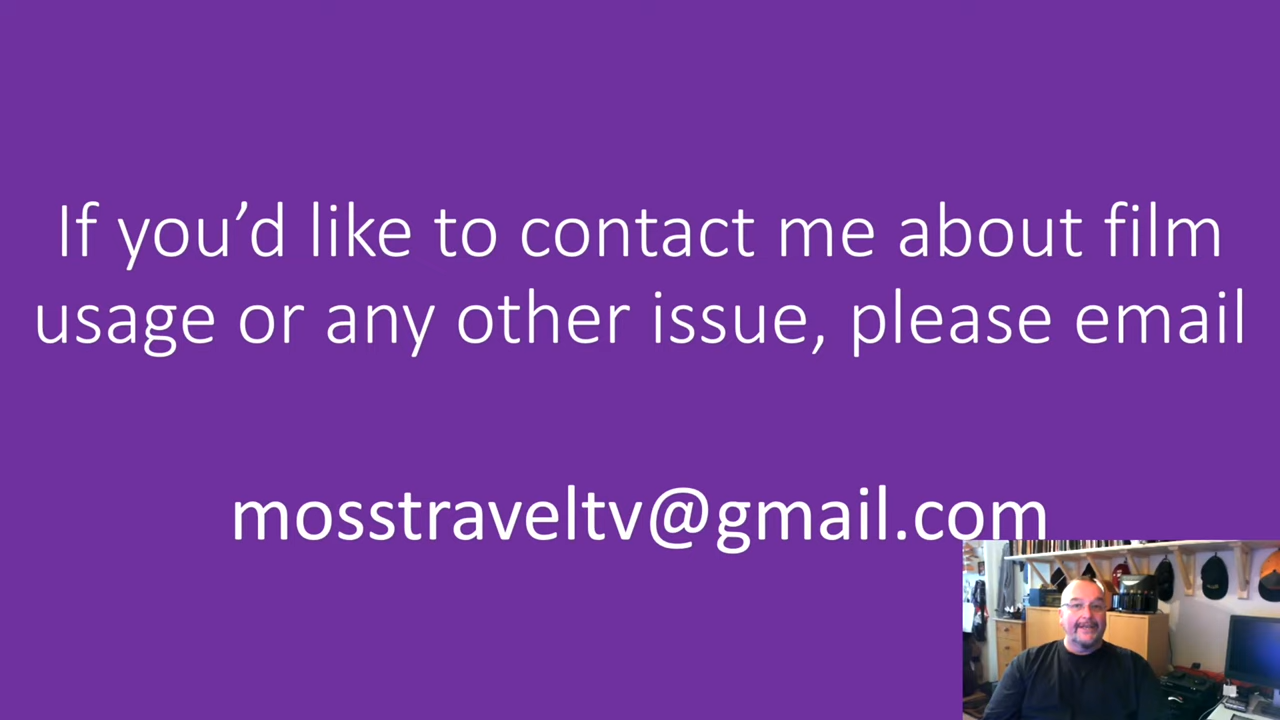 If you’d like to contact me about film
usage or any other issue, please email
mosstraveltv@gmail.com